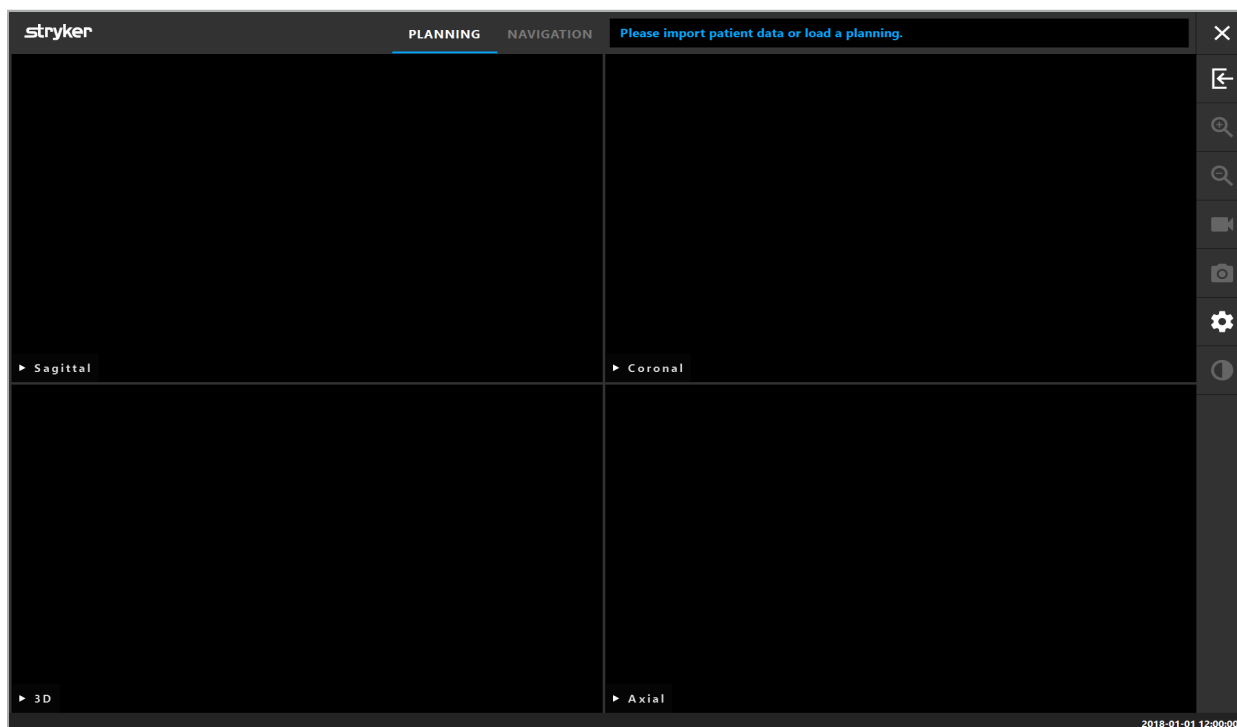 stryker
PLANNING NAVIGATION Please import patient data or load a planning.
Sagittal
Coronal
3D
Axial
2018-01-01 12:00:00